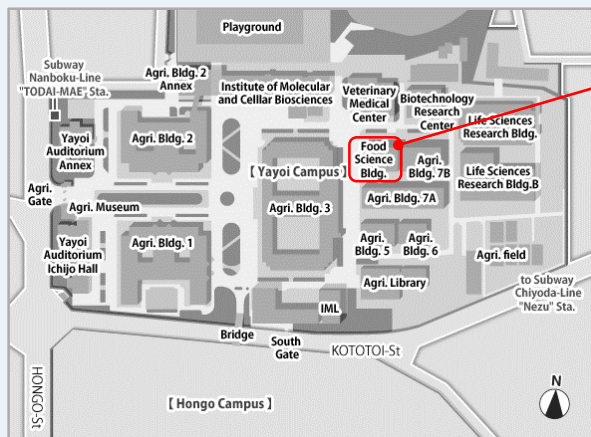 Playground
Subway
Nanboku-Line
"TODAI-MAE" Sta.
Agri. Bldg. 2
Annex
Institute of Molecular
and Celllar Biosciences
Veterinary
Medical
Center
Biotechnology
Research
Center
Life Sciences
Research Bldg.
Yayoi
Auditorium
Annex
Agri. Bldg. 2
【 Yayoi Campus 】
Food
Science
Bldg.
Agri.
Bldg. 7B
Life Sciences
Research Bldg.B
Agri.
Gate
Agri. Museum
Agri. Bldg. 3
Agri. Bldg. 7A
Yayoi
Auditorium
Ichijo Hall
Agri. Bldg. 1
Agri.
Bldg. 5
Agri.
Bldg. 6
Agri. field
Agri. Library
to Subway
Chiyoda-Line
"Nezu" Sta.
IML
Bridge
South
Gate
KOTOTOI-St
HONGO-St
【 Hongo Campus 】
N